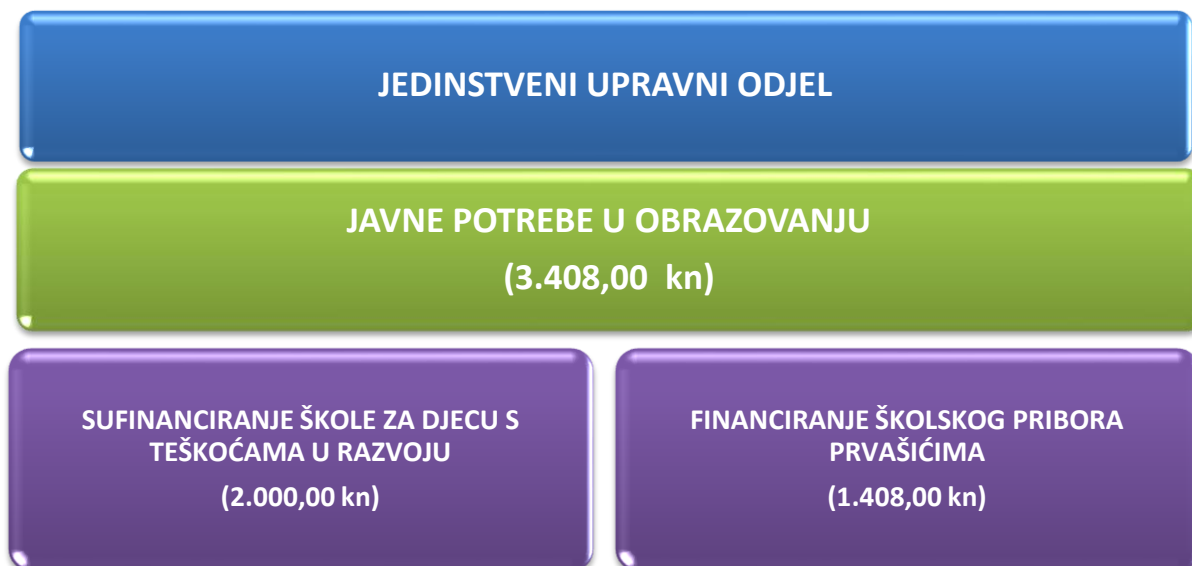 JEDINSTVENI UPRAVNI ODJEL
JAVNE POTREBE U OBRAZOVANJU
(3.408,00 kn)
SUFINANCIRANJE ŠKOLE ZA DJECU S
TEŠKOĆAMA U RAZVOJU
(2.000,00 kn)
FINANCIRANJE ŠKOLSKOG PRIBORA
PRVAŠIĆIMA
(1.408,00 kn)